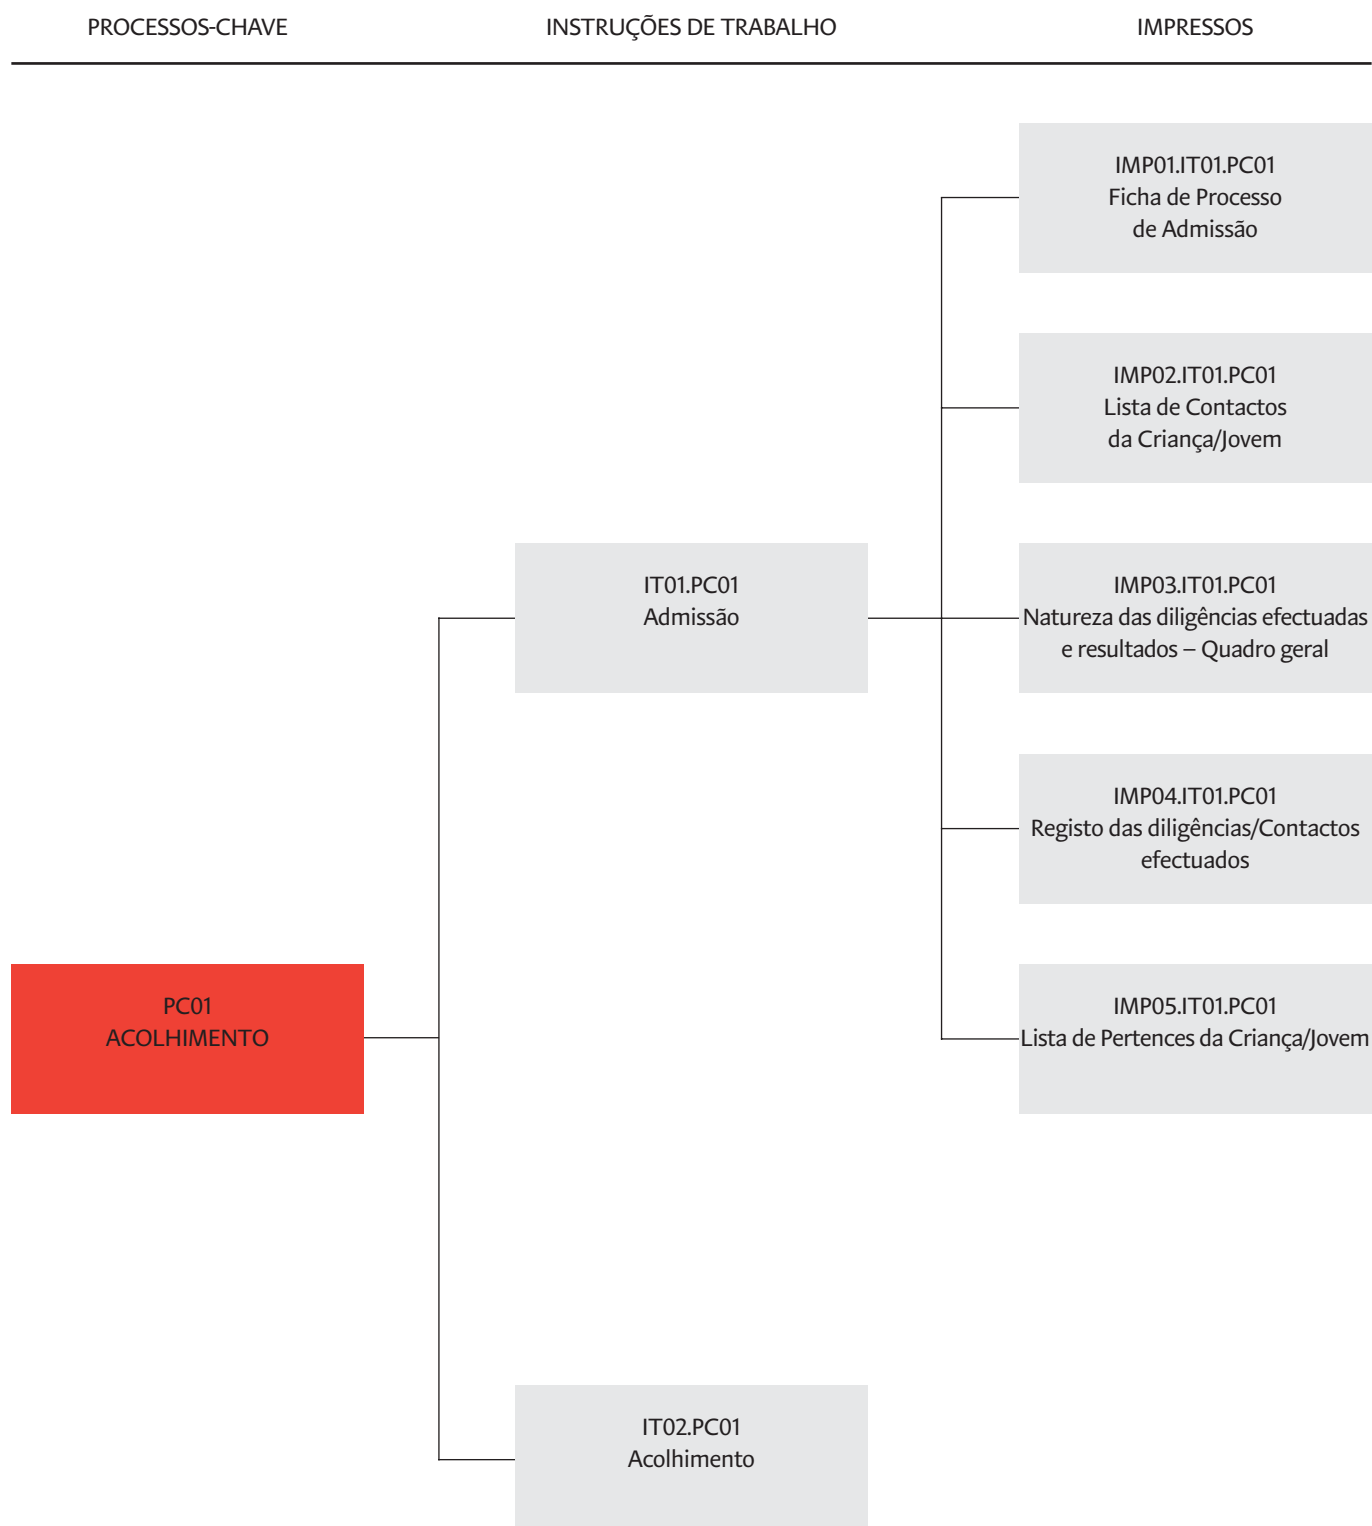 PROCESSOS-CHAVE
INSTRUÇÕES DE TRABALHO
IMPRESSOS
IMP01.IT01.PC01
Ficha de Processo
de Admissão
IMP02.IT01.PC01
Lista de Contactos
da Criança/Jovem
IT01.PC01
Admissão
IMP03.IT01.PC01
Natureza das diligências efectuadas
e resultados – Quadro geral
IMP04.IT01.PC01
Registo das diligências/Contactos
efectuados
PC01
ACOLHIMENTO
IMP05.IT01.PC01
Lista de Pertences da Criança/Jovem
IT02.PC01
Acolhimento